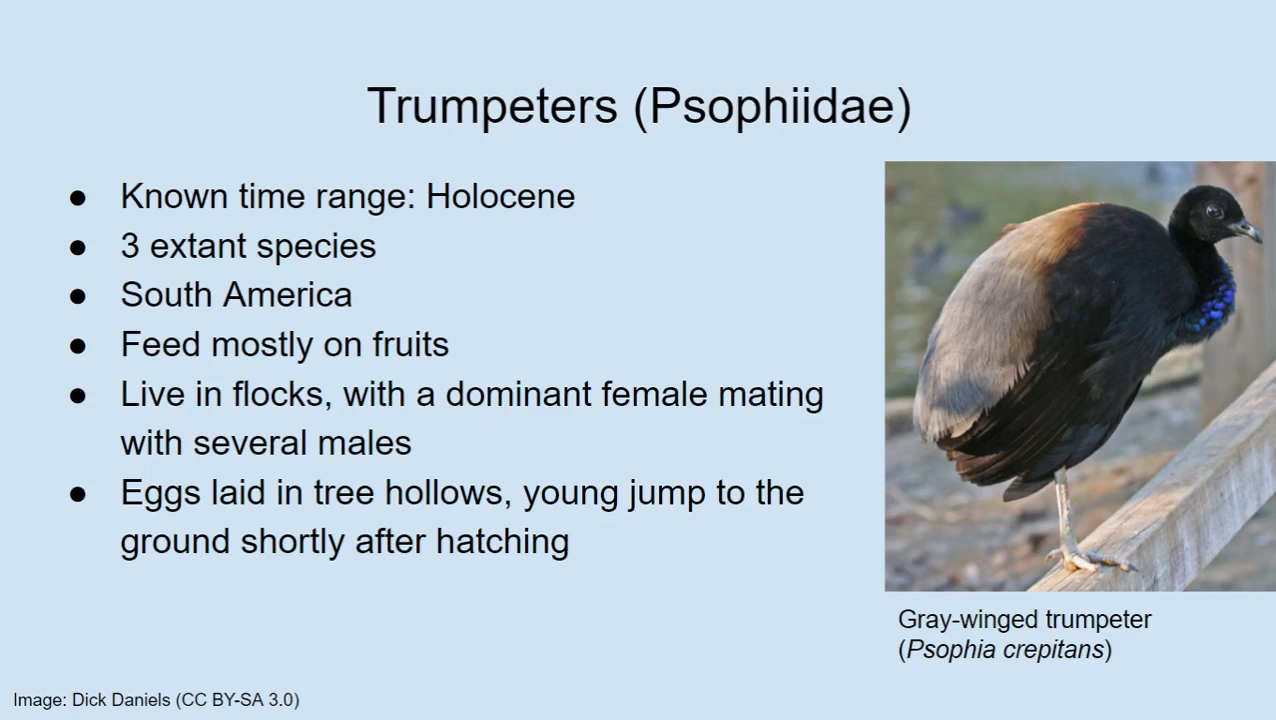 Trumpeters (Psophiidae)
● Known time range: Holocene
● 3 extant species
● South America
● Feed mostly on fruits
● Live in flocks, with a dominant female mating
with several males
● Eggs laid in tree hollows, young jump to the
ground shortly after hatching
Gray-winged trumpeter
(Psophia crepitans)
Image: Dick Daniels (CC BY-SA 3.0)